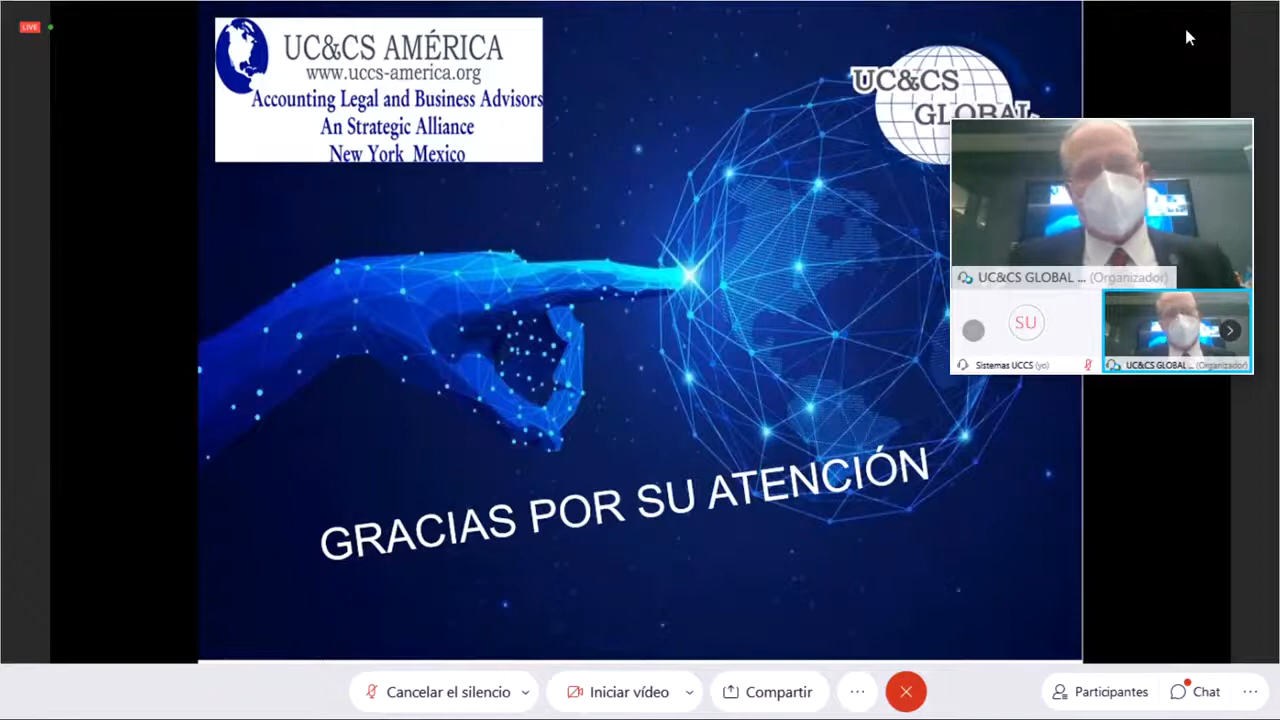 LIVE
UC&CS AMÉRICA
www.uccs-america.org
Accounting Legal and Business Advisors
An Strategic Alliance
New York Mexico
UC&CS
GLOBAL
UC&CS GLOBAL ... (Organizador)
SU
Sistemas UCCS (yo)
UC&CS GLOBAL ... (Organizador)
GRACIAS POR SU ATENCIÓN
Cancelar el silencio
Iniciar vídeo
Compartir
Participantes
Chat